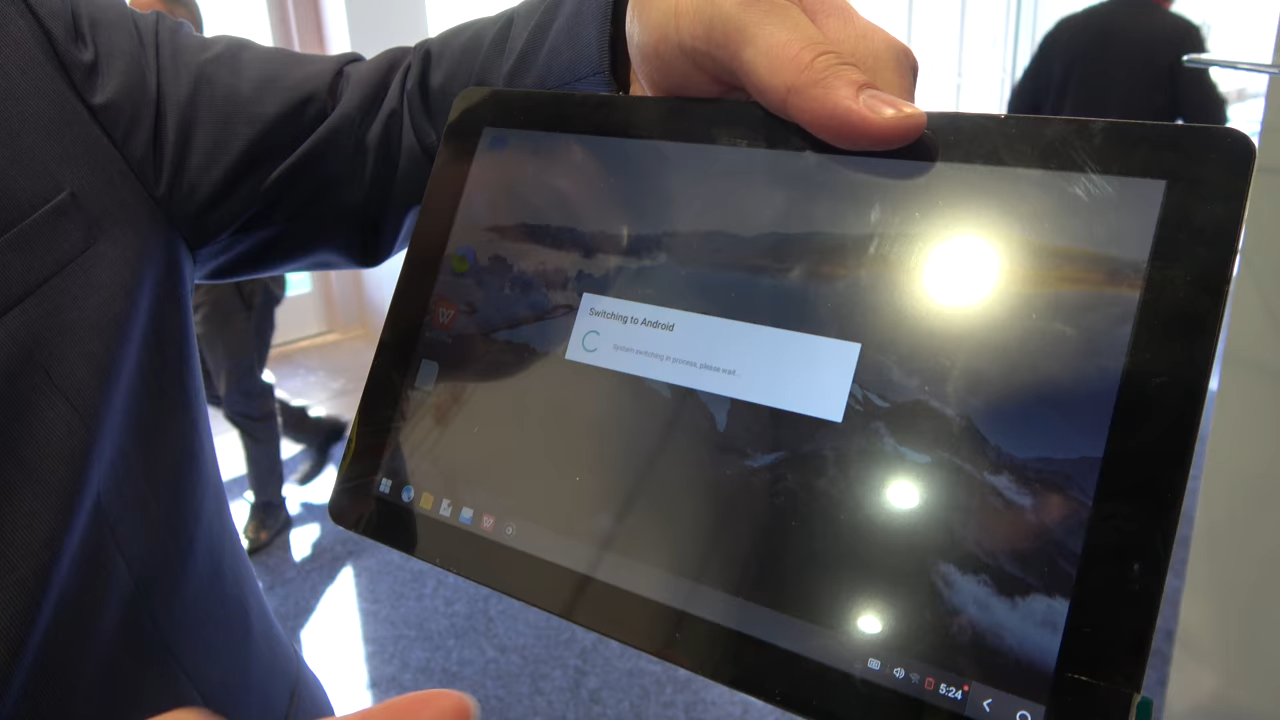 Switching to Android
System switching in process, please wait...
5:24